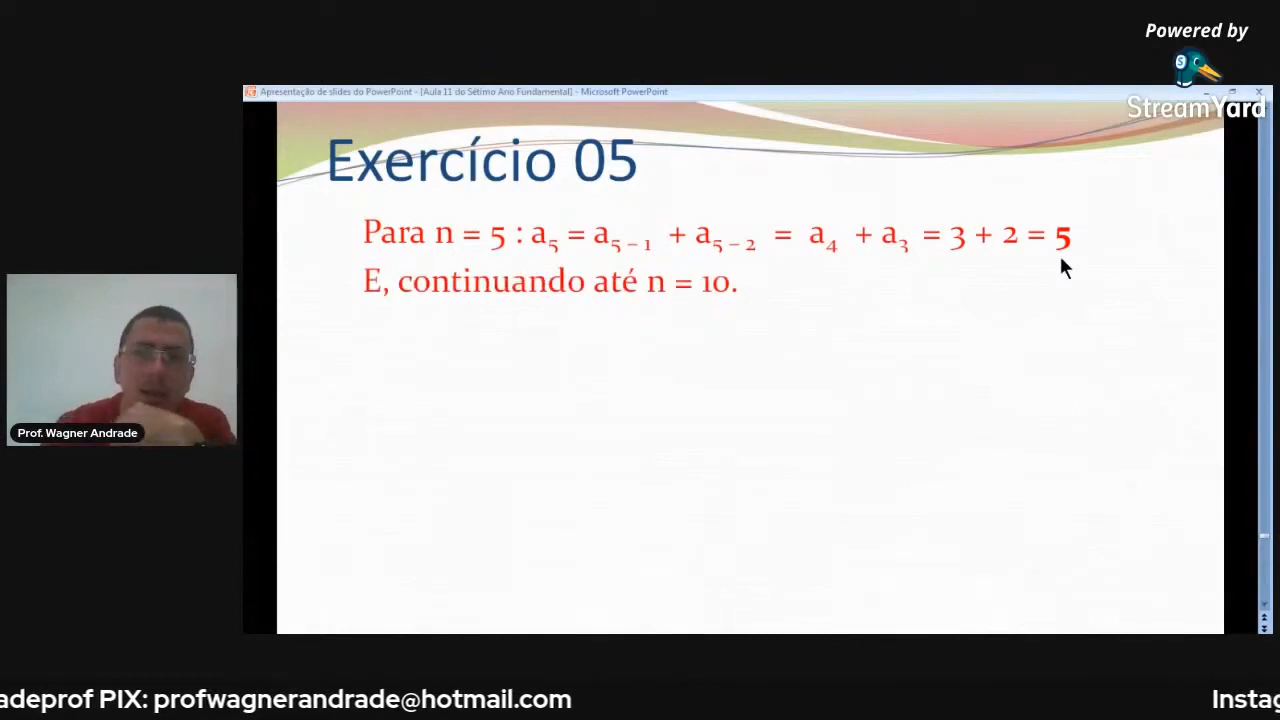 Powered by
StreamYard
Apresentação de slides do PowerPoint - [Aula 11 do Sétimo Ano Fundamental] - Microsoft PowerPoint
Exercício 05
Para n = 5 : a₅ = a₅ ₋ ₁ + a₅ ₋ ₂ = a₄ + a₃ = 3 + 2 = 5
E, continuando até n = 10.
Prof. Wagner Andrade
adeprof PIX: profwagnerandrade@hotmail.com
Instag